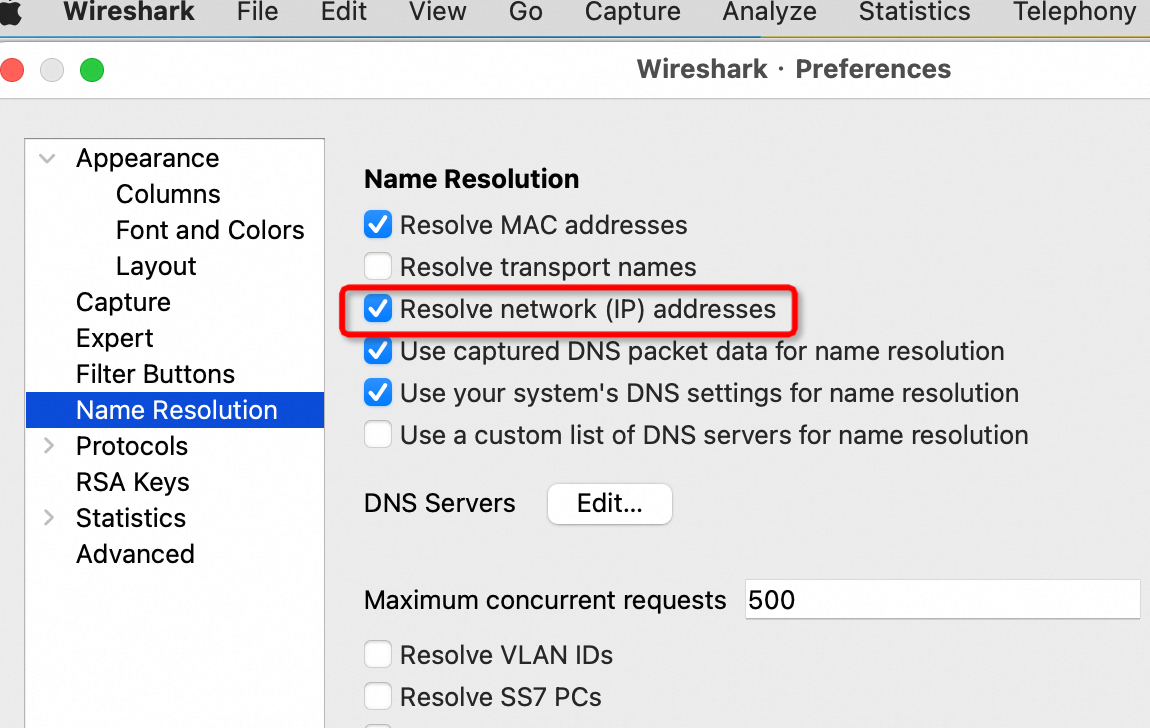 Wireshark File Edit View Go Capture Analyze Statistics Telephony
Wireshark · Preferences
Appearance
Columns
Font and Colors
Layout
Capture
Expert
Filter Buttons
Name Resolution
Protocols
RSA Keys
Statistics
Advanced
Name Resolution
Resolve MAC addresses
Resolve transport names
Resolve network (IP) addresses
Use captured DNS packet data for name resolution
Use your system's DNS settings for name resolution
Use a custom list of DNS servers for name resolution
DNS Servers Edit...
Maximum concurrent requests 500
Resolve VLAN IDs
Resolve SS7 PCs